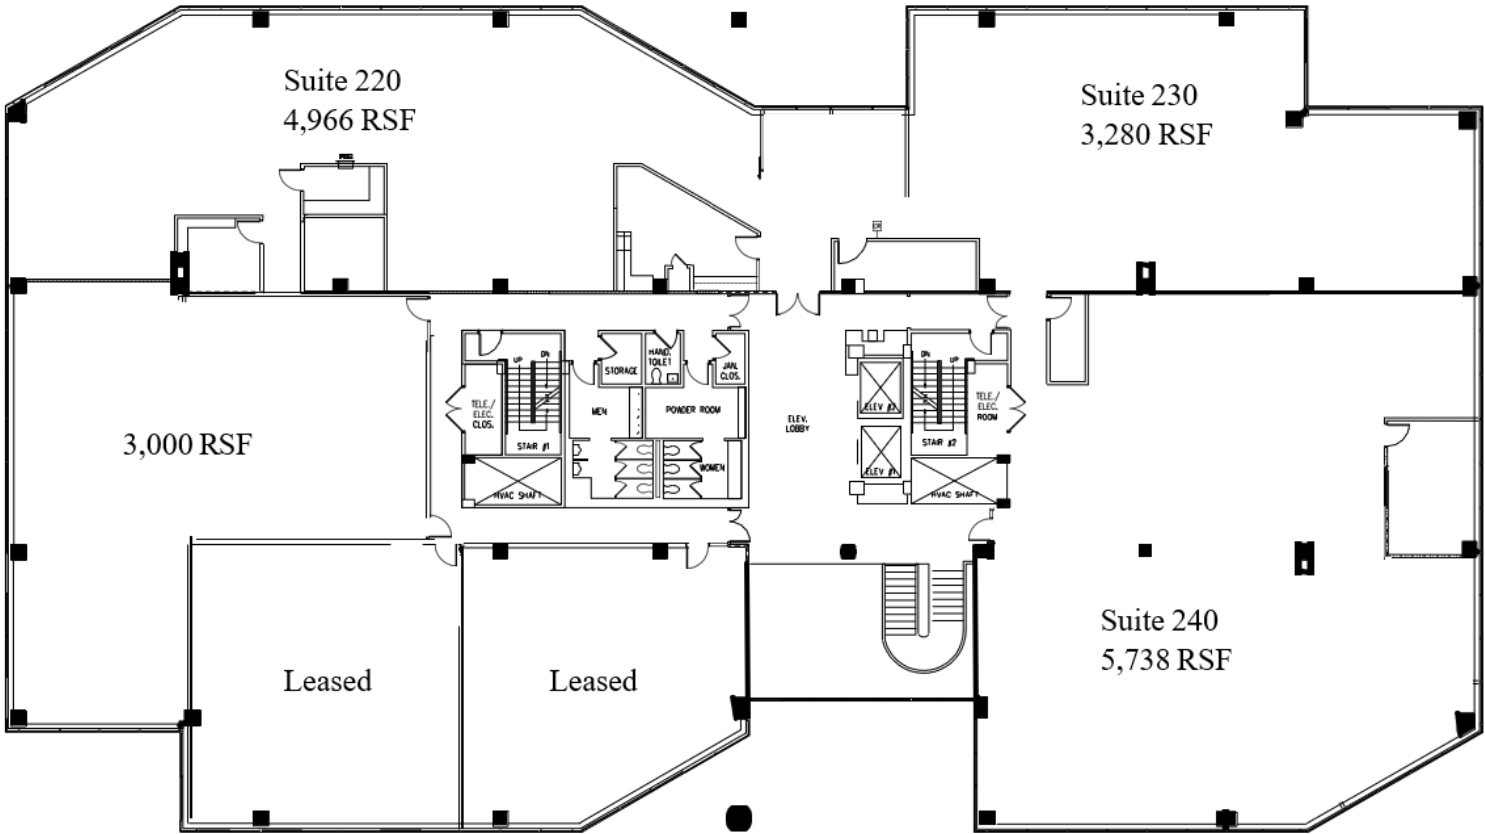 Suite 220
4,966 RSF
Suite 230
3,280 RSF
UP
DN
STORAGE
HAND.
TOILET
JAN.
CLOS.
DN
UP
TELE./
ELEC.
CLOS.
MEN
POWDER ROOM
ELEV.
LOBBY
ELEV #2
TELE./
ELEC.
ROOM
3,000 RSF
STAIR #1
STAIR #2
WOMEN
ELEV #1
HVAC SHAFT
HVAC SHAFT
Suite 240
5,738 RSF
Leased
Leased